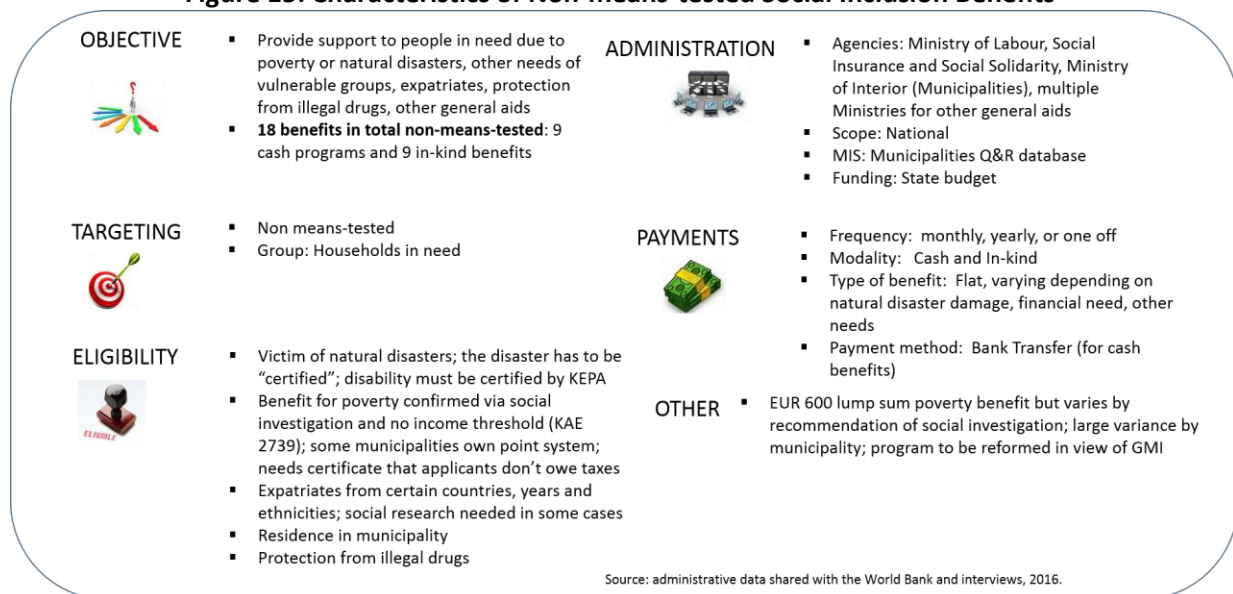 Figure 15: Characteristics of Non-means-tested Social Inclusion Benefits
OBJECTIVE
▪ Provide support to people in need due to
poverty or natural disasters, other needs of
vulnerable groups, expatriates, protection
from illegal drugs, other general aids
▪ 18 benefits in total non-means-tested: 9
cash programs and 9 in-kind benefits
TARGETING
▪ Non means-tested
▪ Group: Households in need
ELIGIBILITY
ELIGIBLE
▪ Victim of natural disasters; the disaster has to be
“certified”; disability must be certified by KEPA
▪ Benefit for poverty confirmed via social
investigation and no income threshold (KAE
2739); some municipalities own point system;
needs certificate that applicants don’t owe taxes
▪ Expatriates from certain countries, years and
ethnicities; social research needed in some cases
▪ Residence in municipality
▪ Protection from illegal drugs
ADMINISTRATION
▪ Agencies: Ministry of Labour, Social
Insurance and Social Solidarity, Ministry
of Interior (Municipalities), multiple
Ministries for other general aids
▪ Scope: National
▪ MIS: Municipalities Q&R database
▪ Funding: State budget
PAYMENTS
▪ Frequency: monthly, yearly, or one off
▪ Modality: Cash and In-kind
▪ Type of benefit: Flat, varying depending on
natural disaster damage, financial need, other
needs
▪ Payment method: Bank Transfer (for cash
benefits)
OTHER
▪ EUR 600 lump sum poverty benefit but varies by
recommendation of social investigation; large variance by
municipality; program to be reformed in view of GMI
Source: administrative data shared with the World Bank and interviews, 2016.